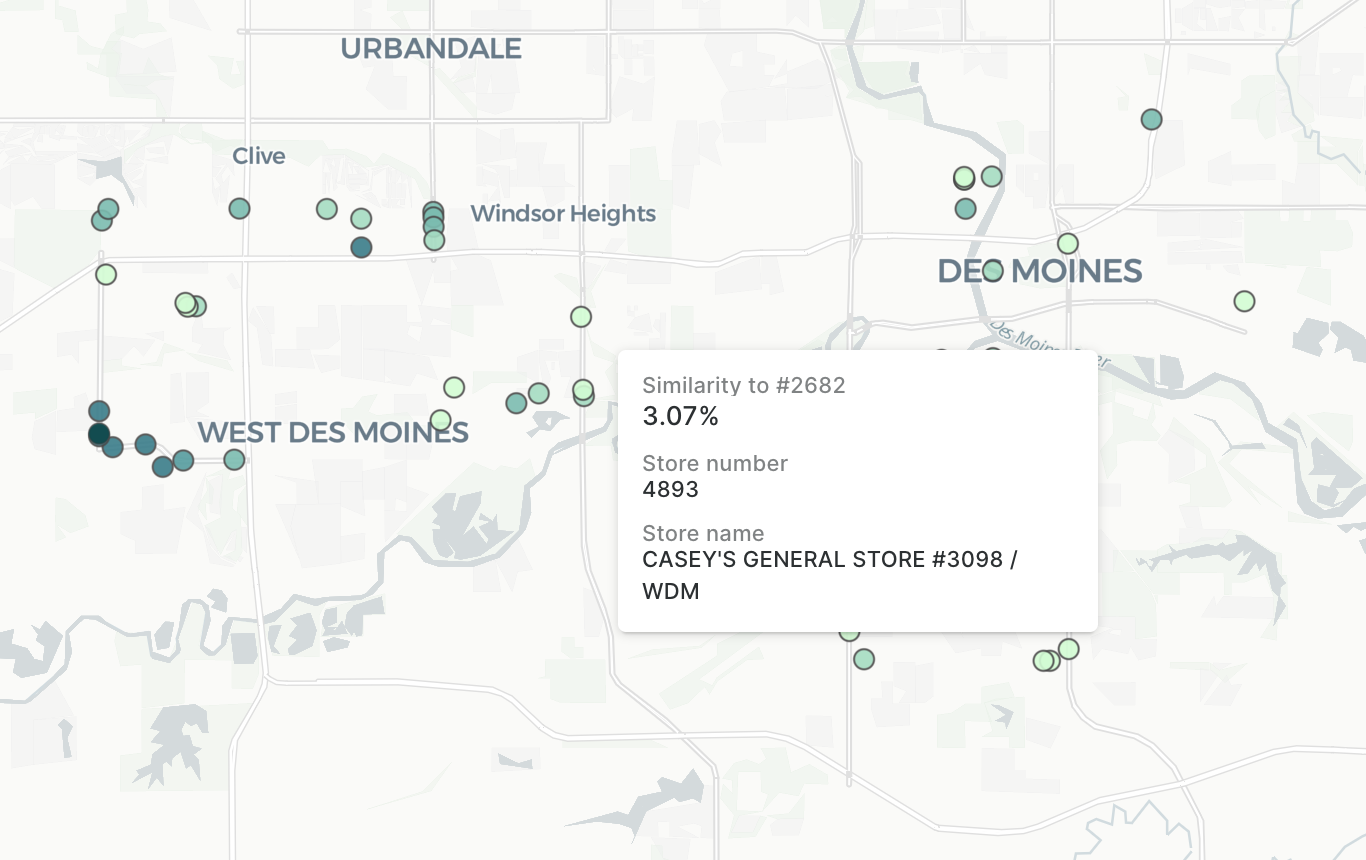 URBANDALE
Clive
Windsor Heights
DES MOINES
Des Moines River
WEST DES MOINES
Similarity to #2682
3.07%
Store number
4893
Store name
CASEY'S GENERAL STORE #3098 /
WDM